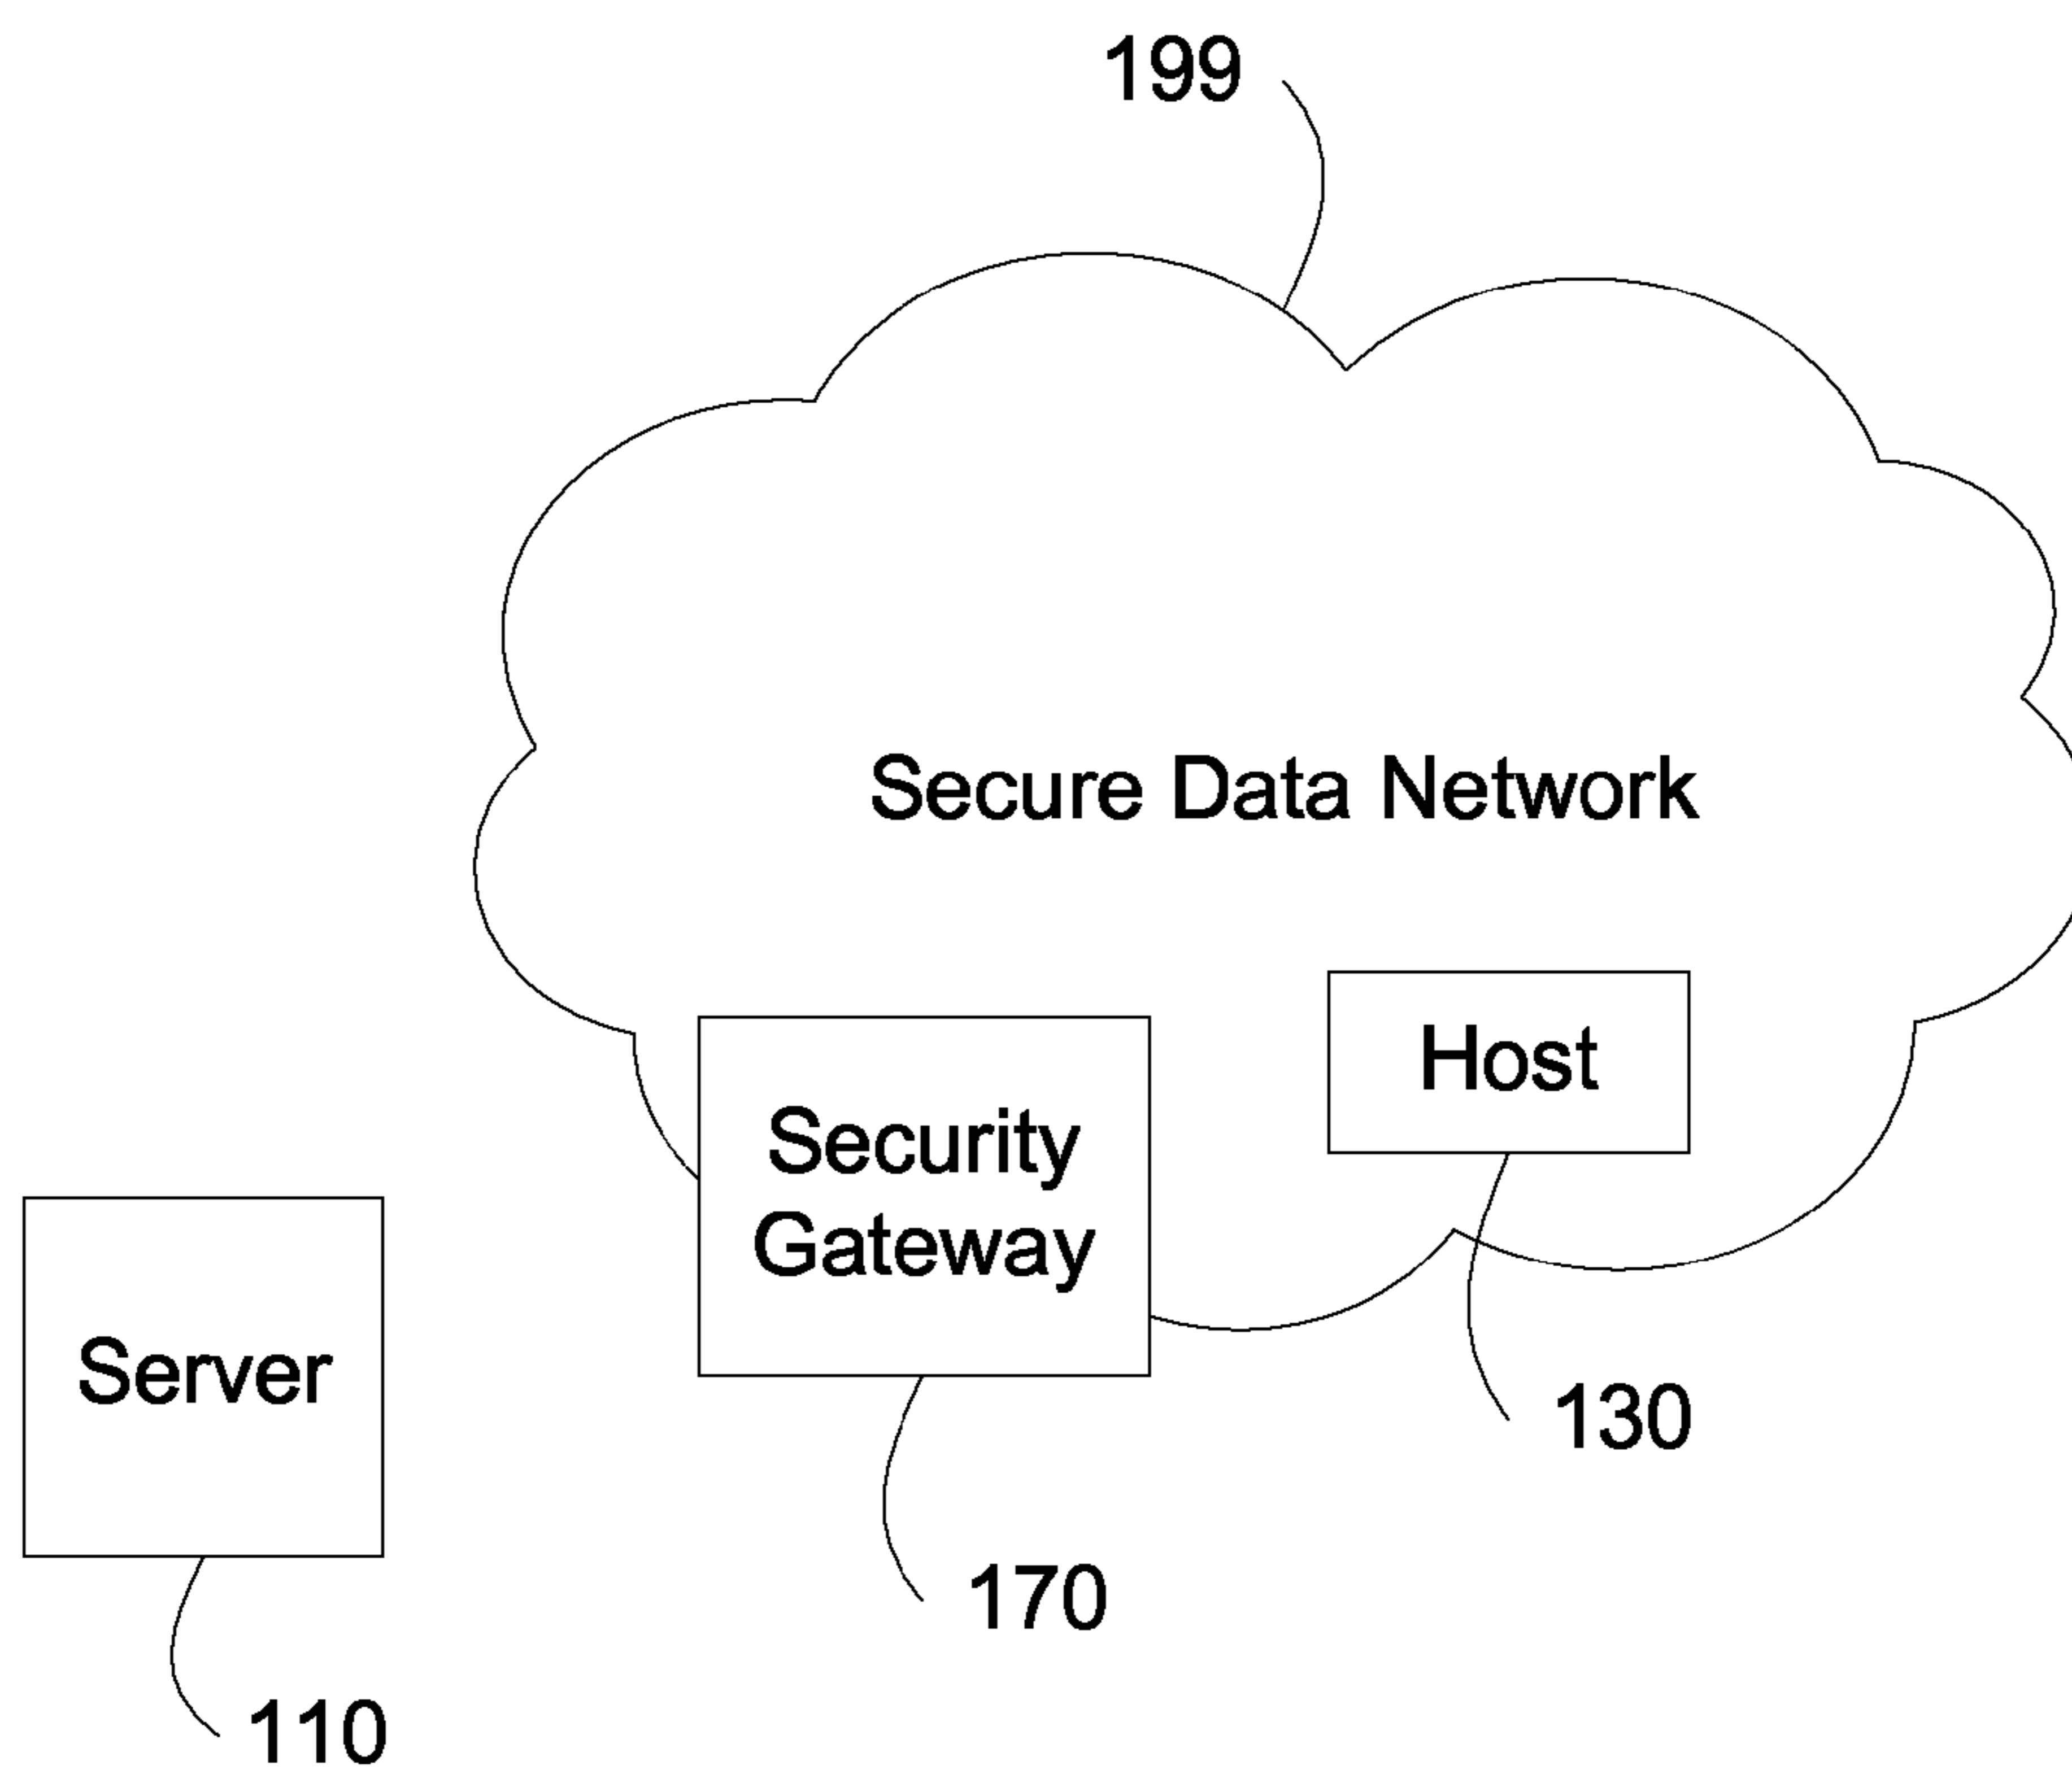 199
Secure Data Network
Host
Security
Gateway
Server
130
170
110